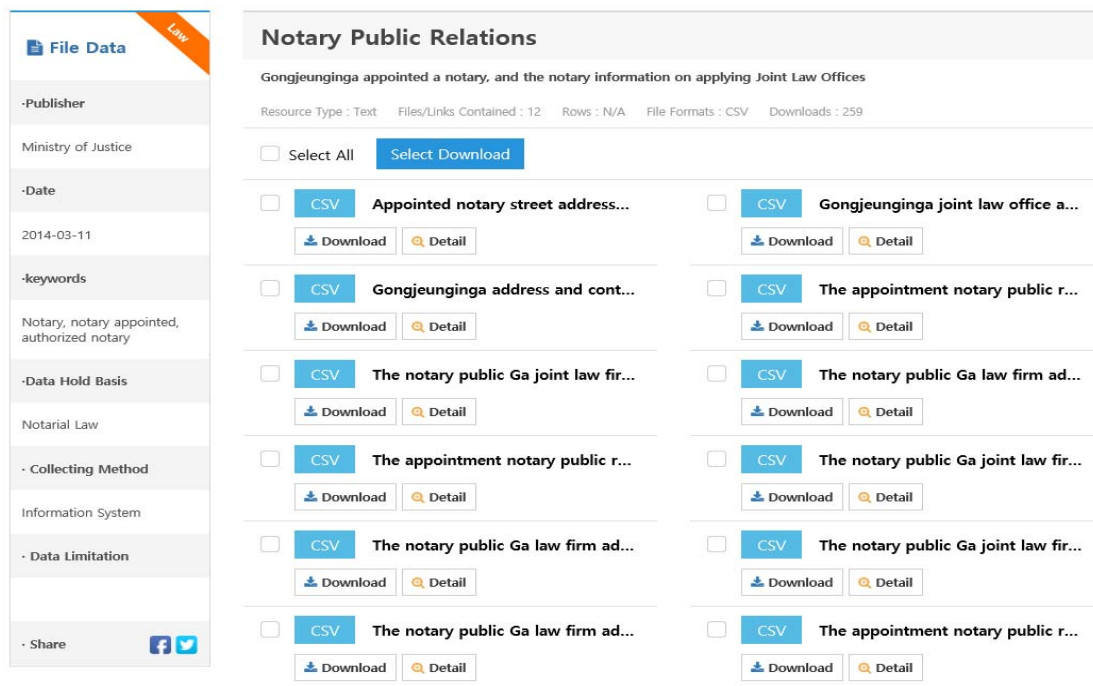 Law
File Data
·Publisher
Ministry of Justice
·Date
2014-03-11
·keywords
Notary, notary appointed,
authorized notary
·Data Hold Basis
Notarial Law
· Collecting Method
Information System
· Data Limitation
· Share
Notary Public Relations
Gongjeunginga appointed a notary, and the notary information on applying Joint Law Offices
Resource Type : Text Files/Links Contained : 12 Rows : N/A File Formats : CSV Downloads : 259
Select All Select Download
CSV Appointed notary street address... CSV Gongjeunginga joint law office a...
Download Detail Download Detail
CSV Gongjeunginga address and cont... CSV The appointment notary public r...
Download Detail Download Detail
CSV The notary public Ga joint law fir... CSV The notary public Ga law firm ad...
Download Detail Download Detail
CSV The appointment notary public r... CSV The notary public Ga joint law fir...
Download Detail Download Detail
CSV The notary public Ga law firm ad... CSV The notary public Ga joint law fir...
Download Detail Download Detail
CSV The notary public Ga law firm ad... CSV The appointment notary public r...
Download Detail Download Detail